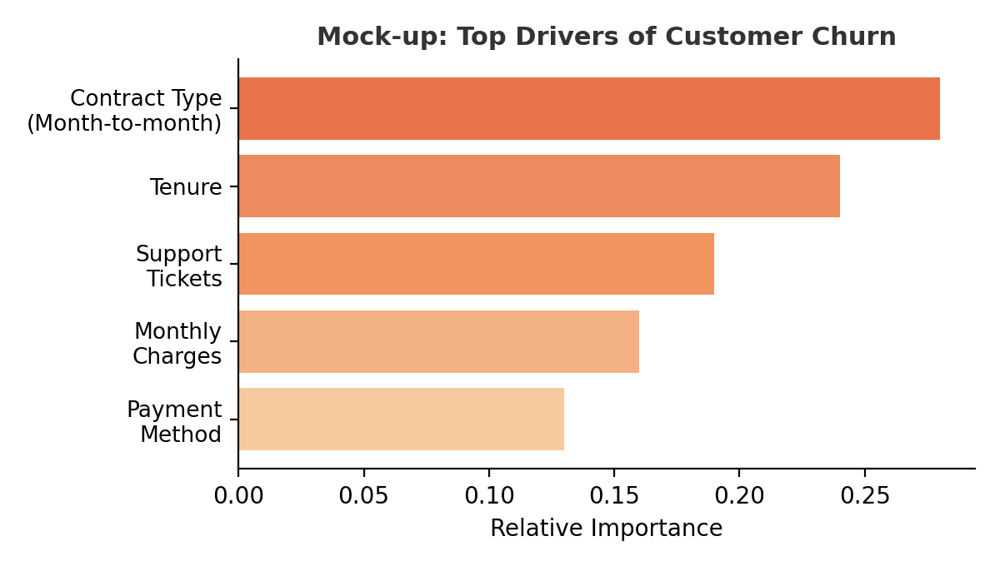 Mock-up: Top Drivers of Customer Churn
Contract Type
(Month-to-month)
Tenure
Support
Tickets
Monthly
Charges
Payment
Method
0.00 0.05 0.10 0.15 0.20 0.25
Relative Importance